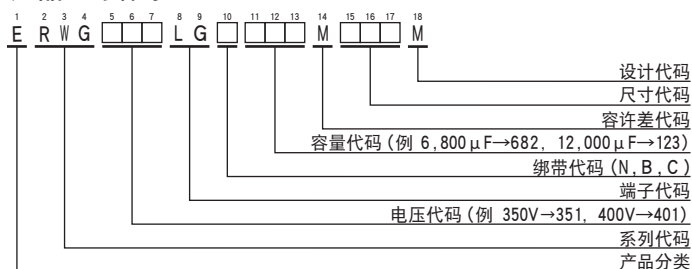 1 2 3 4 5 6 7 8 9 10 11 12 13 14 15 16 17 18
E R W G □□□ L G □ □□□ M □□□ M
设计代码
尺寸代码
容许差代码
容量代码(例 6,800μF→682, 12,000μF→123)
绑带代码(N,B,C)
端子代码
电压代码(例 350V→351, 400V→401)
系列代码
产品分类